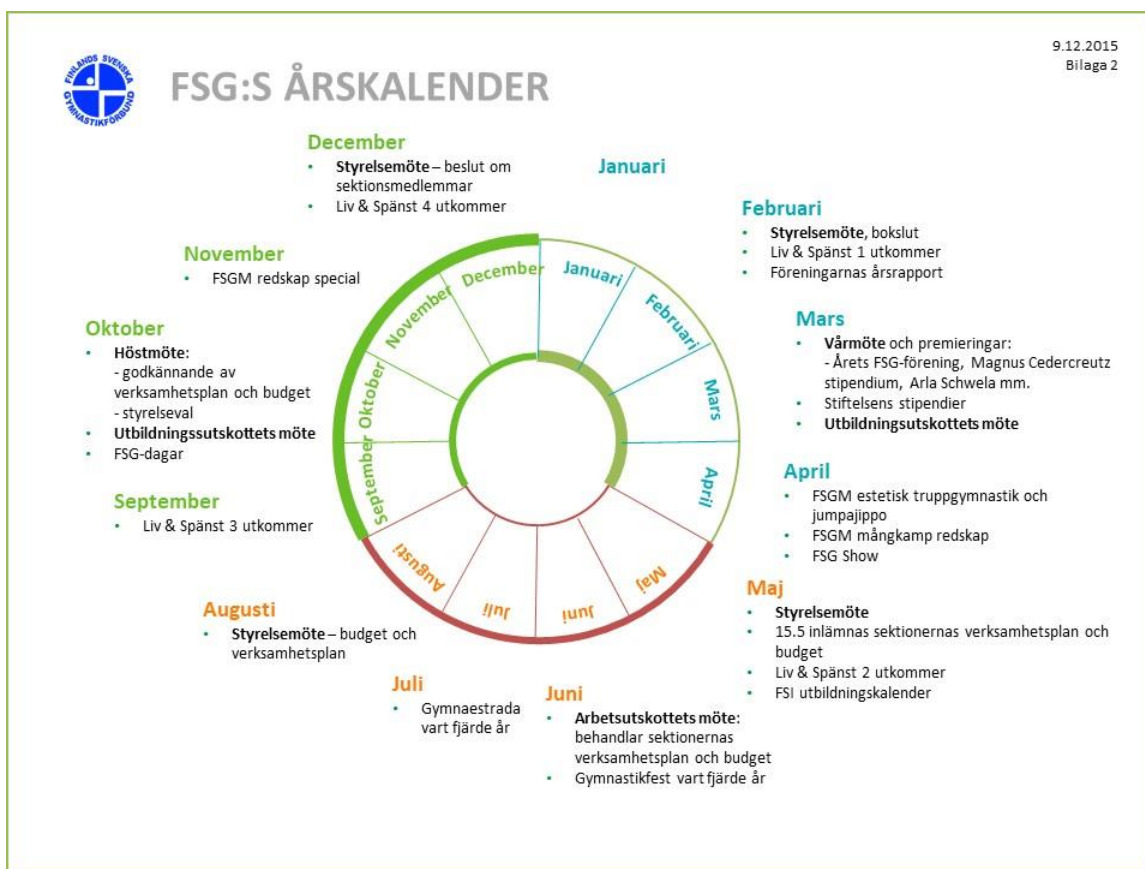 9.12.2015
Bilaga 2
FINLANDS SVENSKA
GYMNASTIKFÖRBUND
FSG:S ÅRSKALENDER
Januari
Februari
• Styrelsemöte, bokslut
• Liv & Spänst 1 utkommer
• Föreningarnas årsrapport
Mars
• Vårmöte och premieringar:
- Årets FSG-förening, Magnus Cedercreutz
stipendium, Arla Schwela mm.
• Stiftelsens stipendier
• Utbildningsutskottets möte
April
• FSGM estetisk truppgymnastik och
jumpajippo
• FSGM mångkamp redskap
• FSG Show
Maj
• Styrelsemöte
• 15.5 inlämnas sektionernas verksamhetsplan och
budget
• Liv & Spänst 2 utkommer
• FSI utbildningskalender
Juni
• Arbetsutskottets möte:
behandlar sektionernas
verksamhetsplan och budget
• Gymnastikfest vart fjärde år
Juli
• Gymnaestrada
vart fjärde år
Augusti
• Styrelsemöte – budget och
verksamhetsplan
September
• Liv & Spänst 3 utkommer
Oktober
• Höstmöte:
- godkännande av
verksamhetsplan och budget
- styrelseval
• Utbildningssutskottets möte
• FSG-dagar
November
• FSGM redskap special
December
• Styrelsemöte – beslut om
sektionsmedlemmar
• Liv & Spänst 4 utkommer
Januari
Februari
Mars
April
Maj
Juni
Juli
Augusti
September
Oktober
November
December